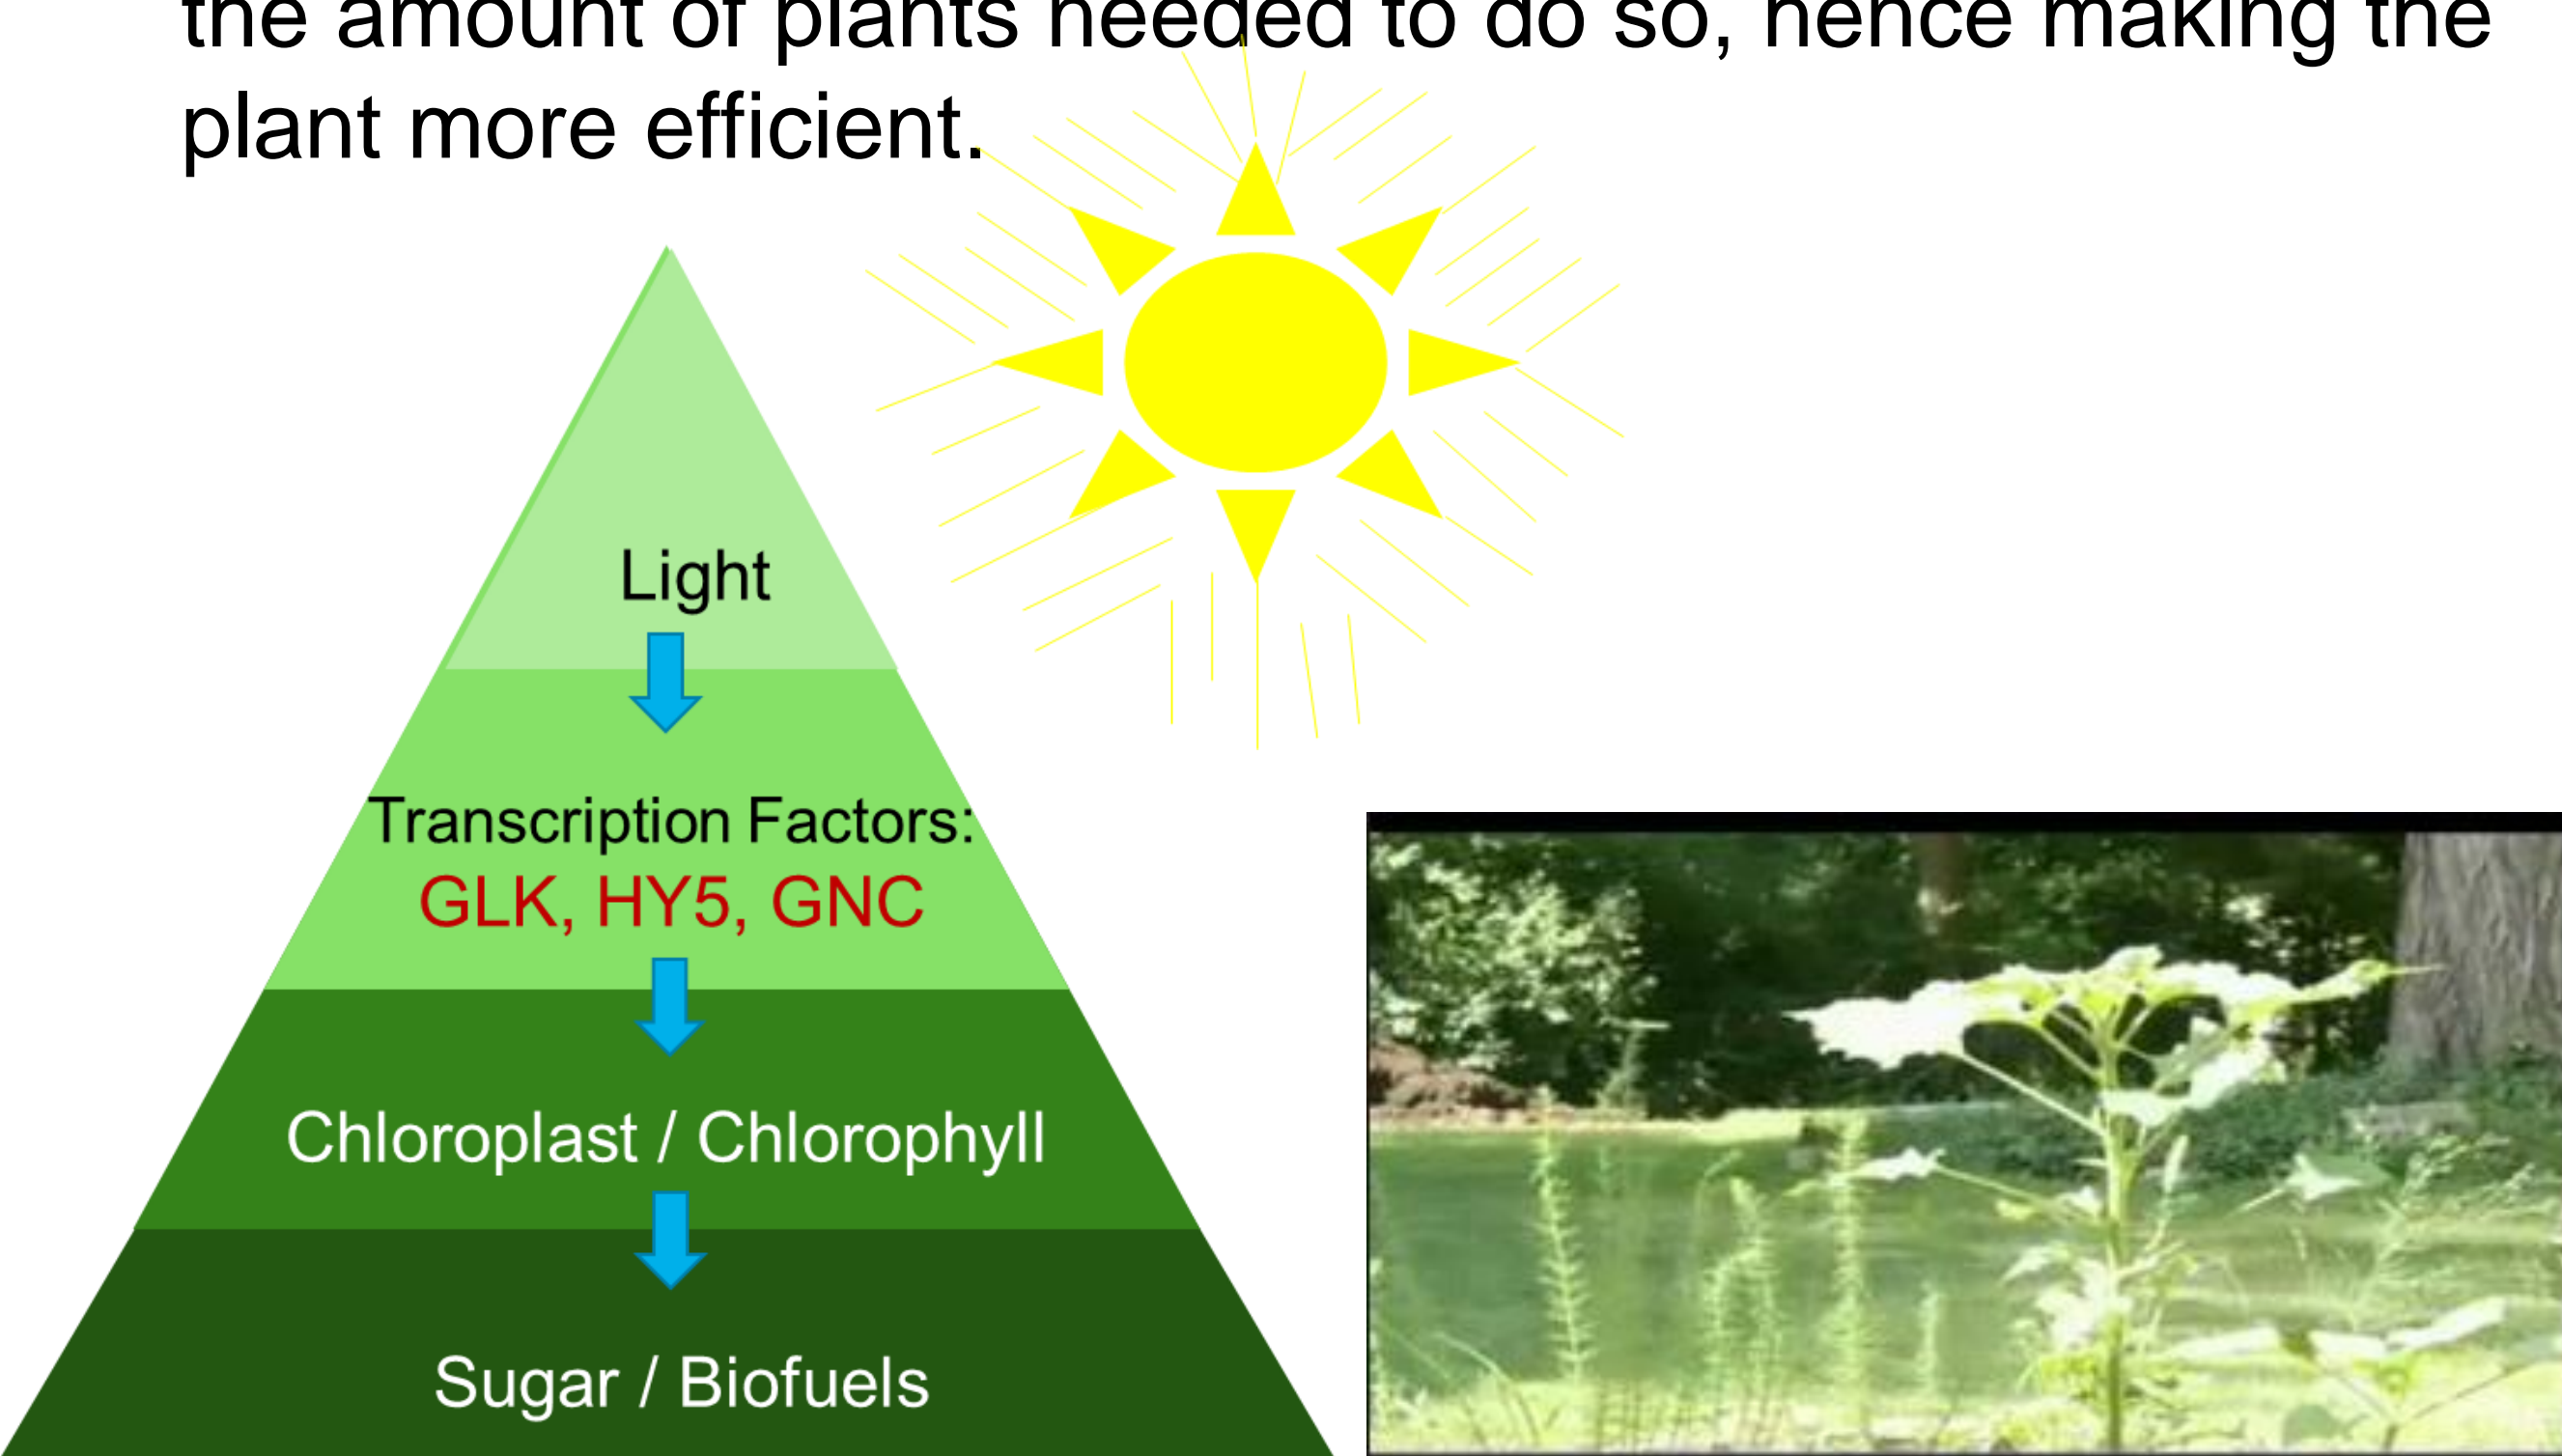 the amount of plants needed to do so, hence making the
plant more efficient.
Light
Transcription Factors:
GLK, HY5, GNC
Chloroplast / Chlorophyll
Sugar / Biofuels